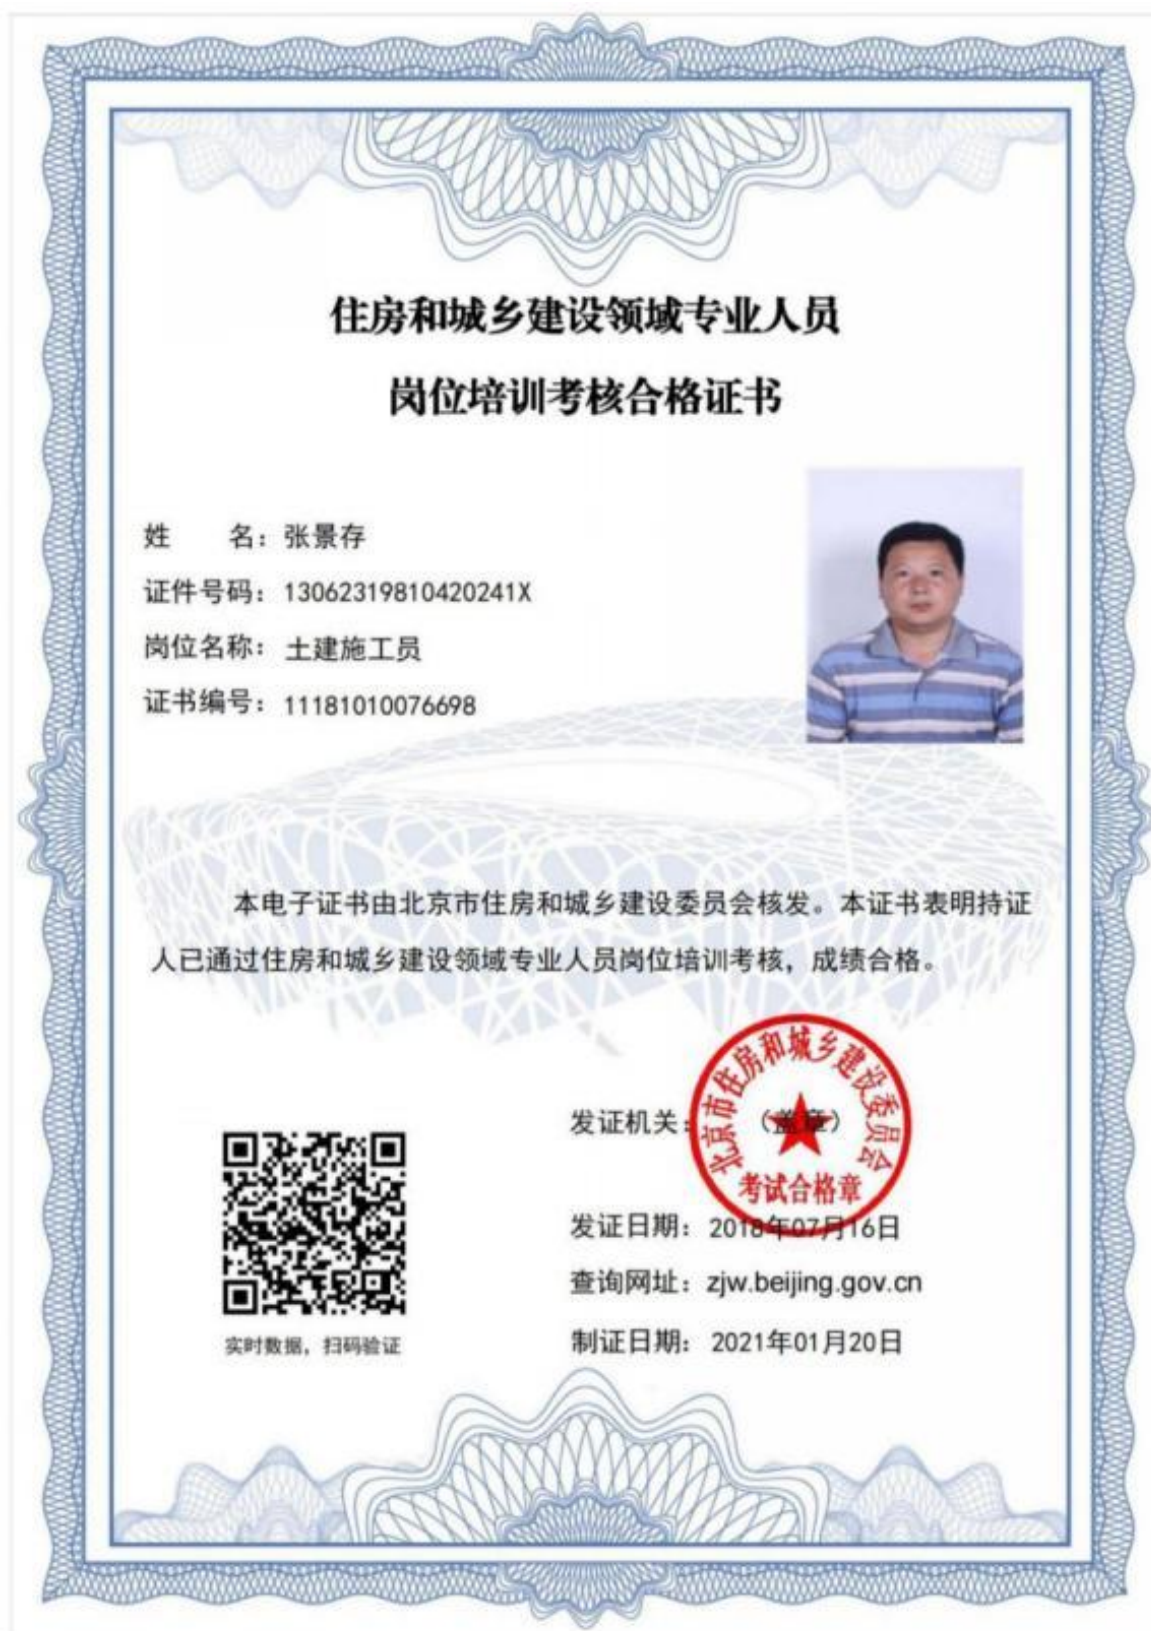 住房和城乡建设领域专业人员
岗位培训考核合格证书
姓 名：张景存
证件号码：13062319810420241X
岗位名称：土建施工员
证书编号：11181010076698
本电子证书由北京市住房和城乡建设委员会核发。本证书表明持证
人已通过住房和城乡建设领域专业人员岗位培训考核，成绩合格。
发证机关：（盖章）
北京市住房和城乡建设委员会
考试合格章
发证日期：2018年07月16日
查询网址：zjw.beijing.gov.cn
制证日期：2021年01月20日
实时数据，扫码验证